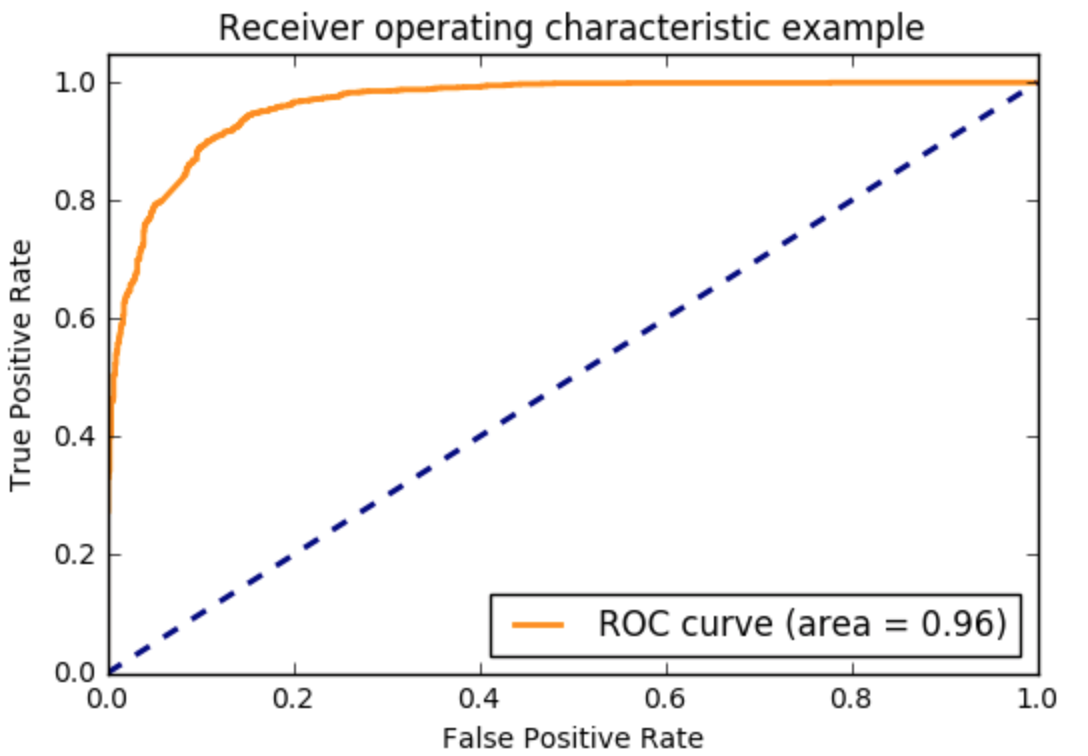 Receiver operating characteristic example
1.0
0.8
0.6
0.4
0.2
0.0
True Positive Rate
ROC curve (area = 0.96)
0.0 0.2 0.4 0.6 0.8 1.0
False Positive Rate